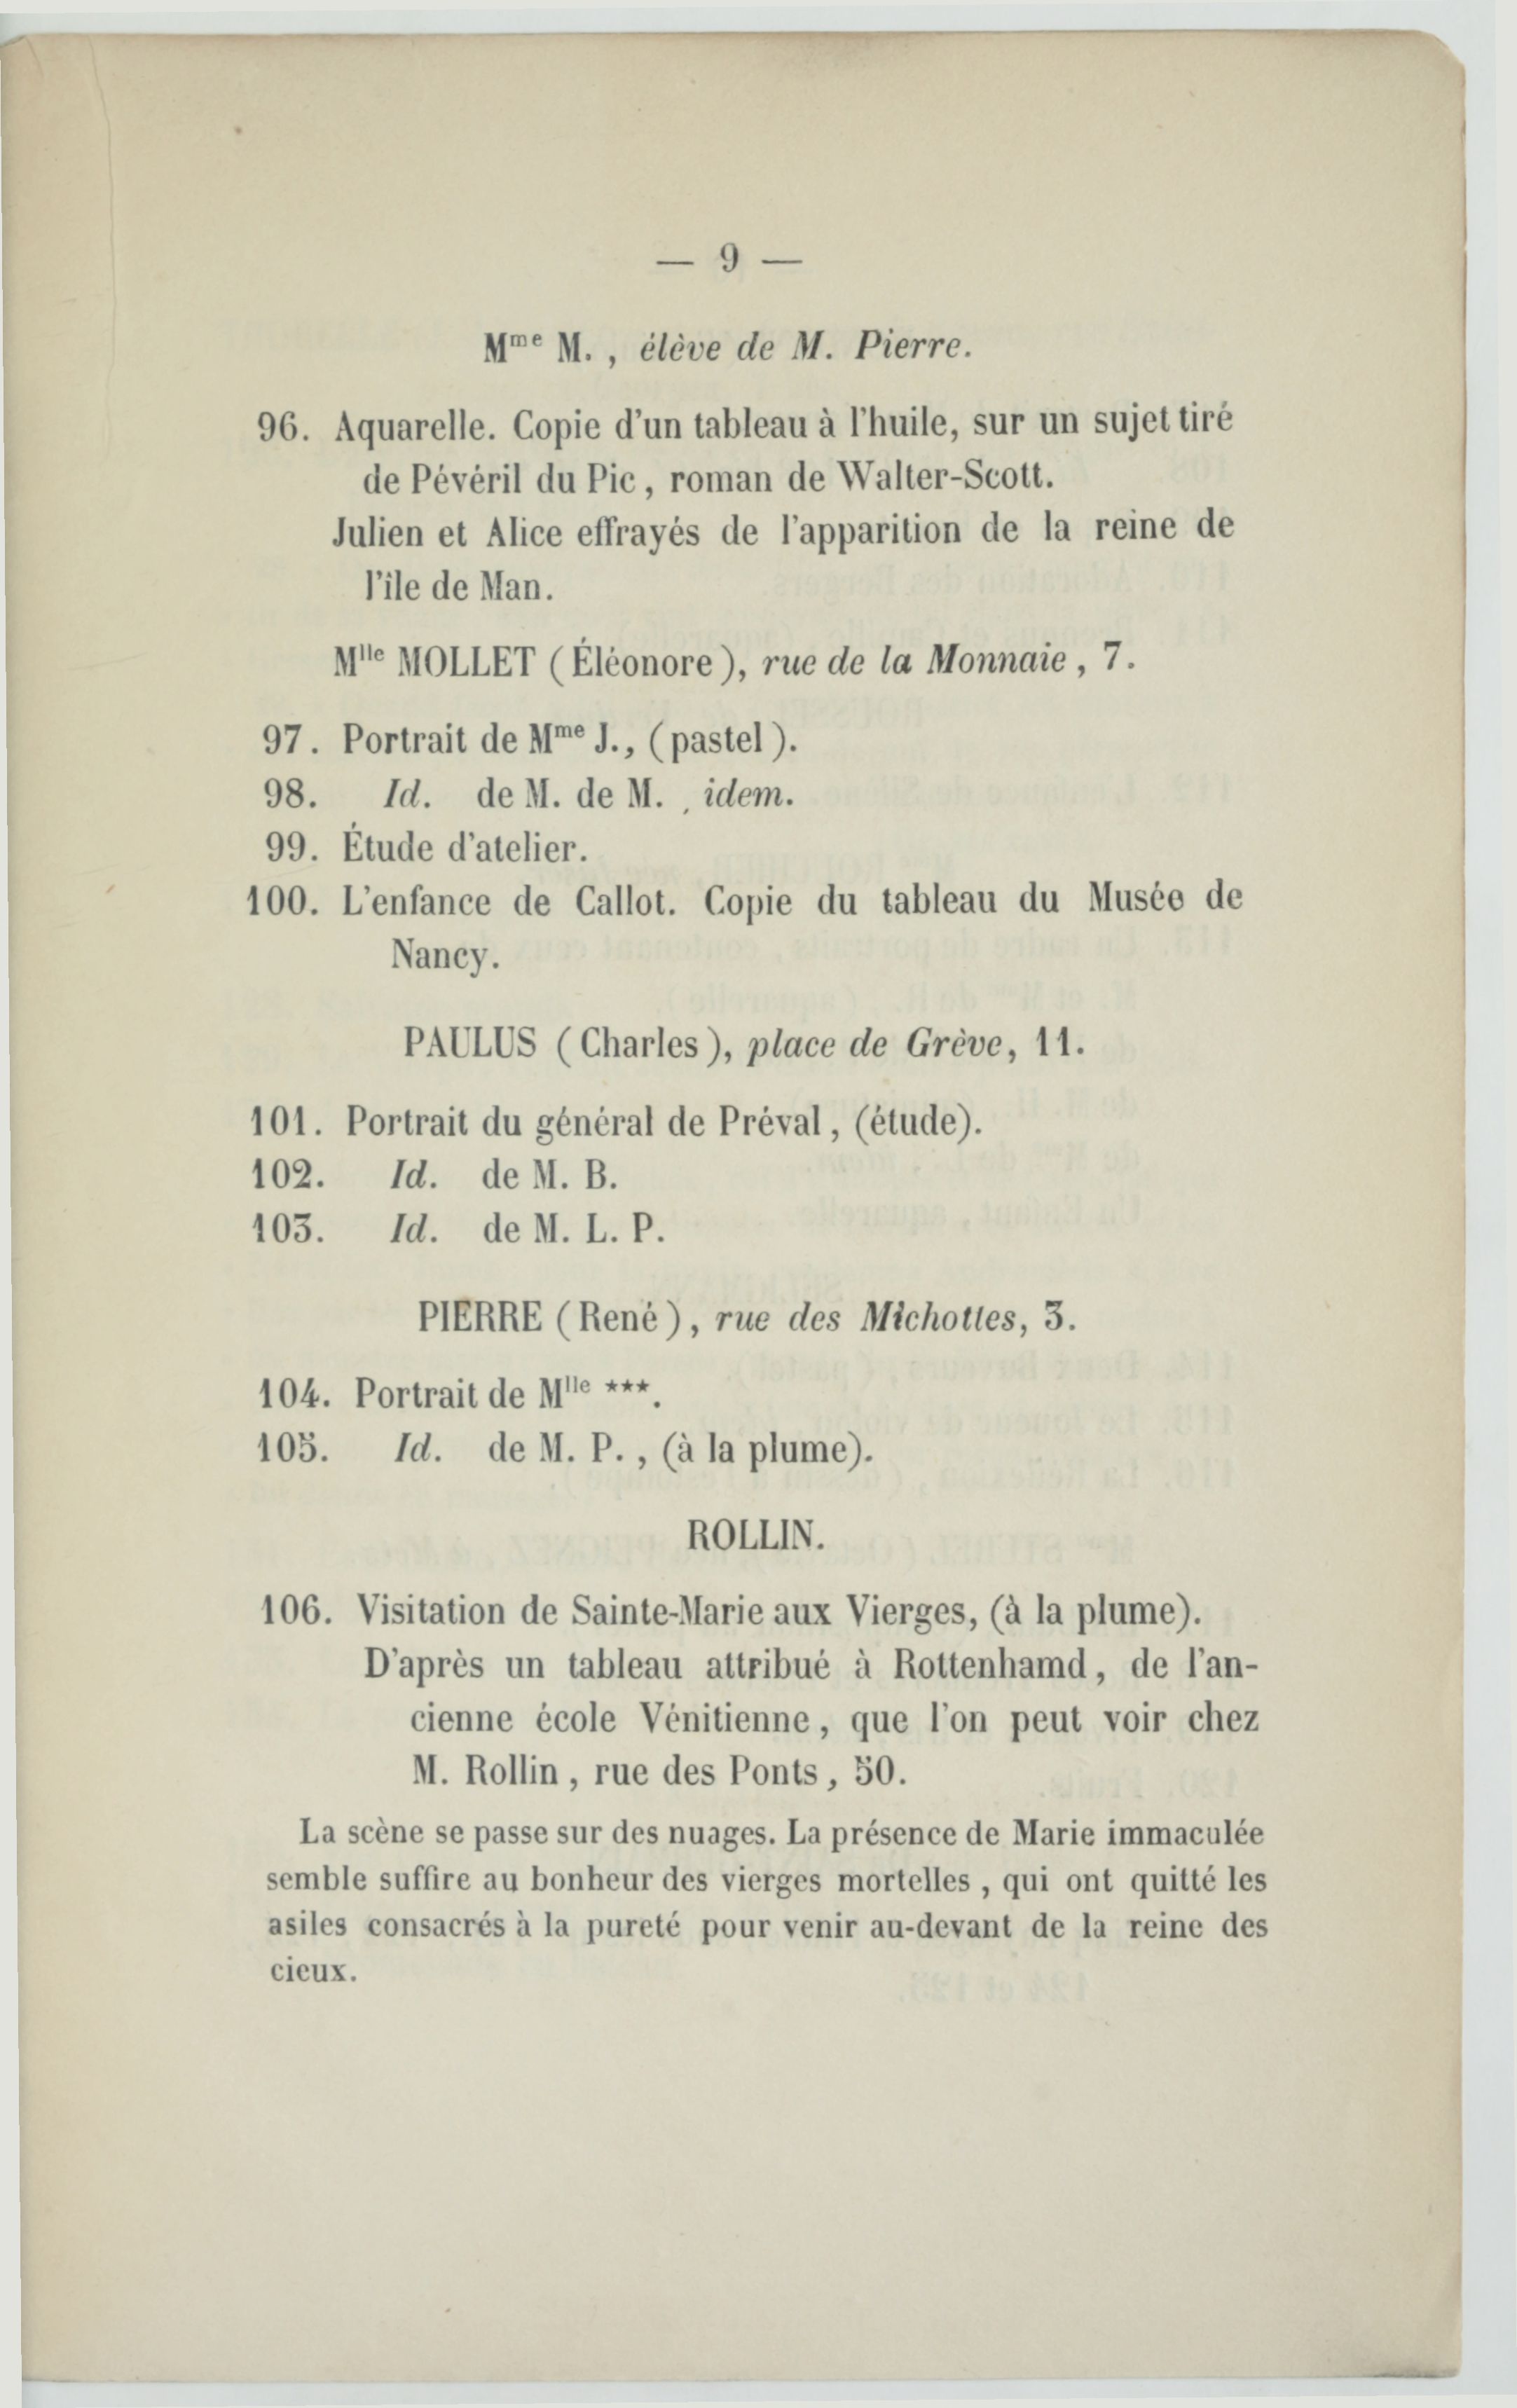 — 9 —
Mme M. , élève de M. Pierre.
96. Aquarelle. Copie d'un tableau à l'huile, sur un sujet tiré
de Pévéril du Pic, roman de Walter-Scott.
Julien et Alice effrayés de l'apparition de la reine de
l'ile de Man.
Mlle MOLLET (Éléonore), rue de la Monnaie, 7.
97. Portrait de Mme J., (pastel).
98. Id. de M. de M. , idem.
99. Étude d'atelier.
100. L'enfance de Callot. Copie du tableau du Musée de
Nancy.
PAULUS (Charles), place de Grève, 11.
101. Portrait du général de Préval, (étude).
102. Id. de M. B.
103. Id. de M. L. P.
PIERRE (René), rue des Michottes, 3.
104. Portrait de Mlle ***.
105. Id. de M. P. , (à la plume).
ROLLIN.
106. Visitation de Sainte-Marie aux Vierges, (à la plume).
D'après un tableau attribué à Rottenhamd, de l'an-
cienne école Vénitienne, que l'on peut voir chez
M. Rollin, rue des Ponts, 50.
La scène se passe sur des nuages. La présence de Marie immaculée
semble suffire au bonheur des vierges mortelles, qui ont quitté les
asiles consacrés à la pureté pour venir au-devant de la reine des
cieux.